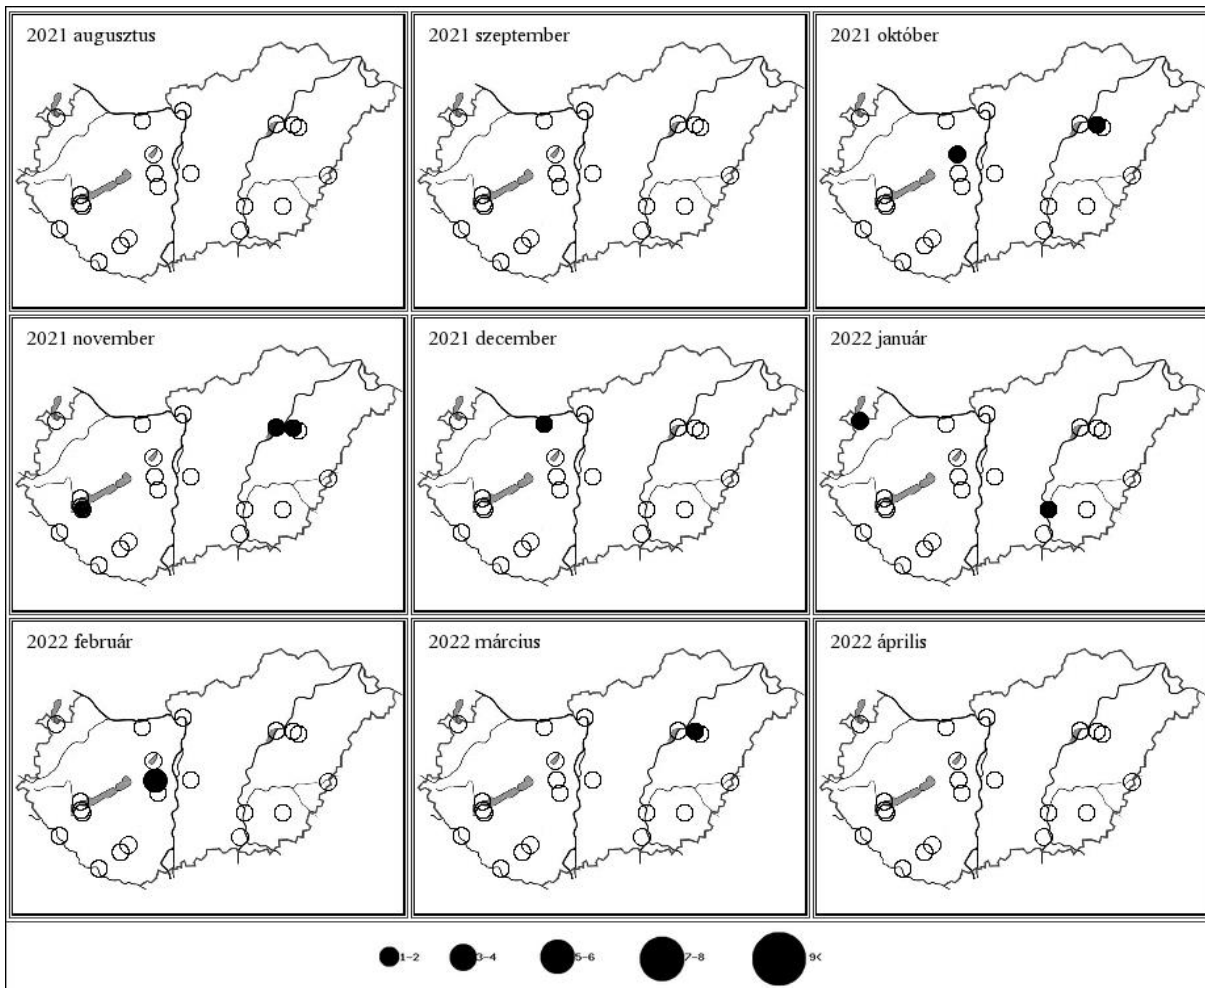 2021 augusztus
2021 szeptember
2021 október
2021 november
2021 december
2022 január
2022 február
2022 március
2022 április
1-2 3-4 5-6 7-8 9<